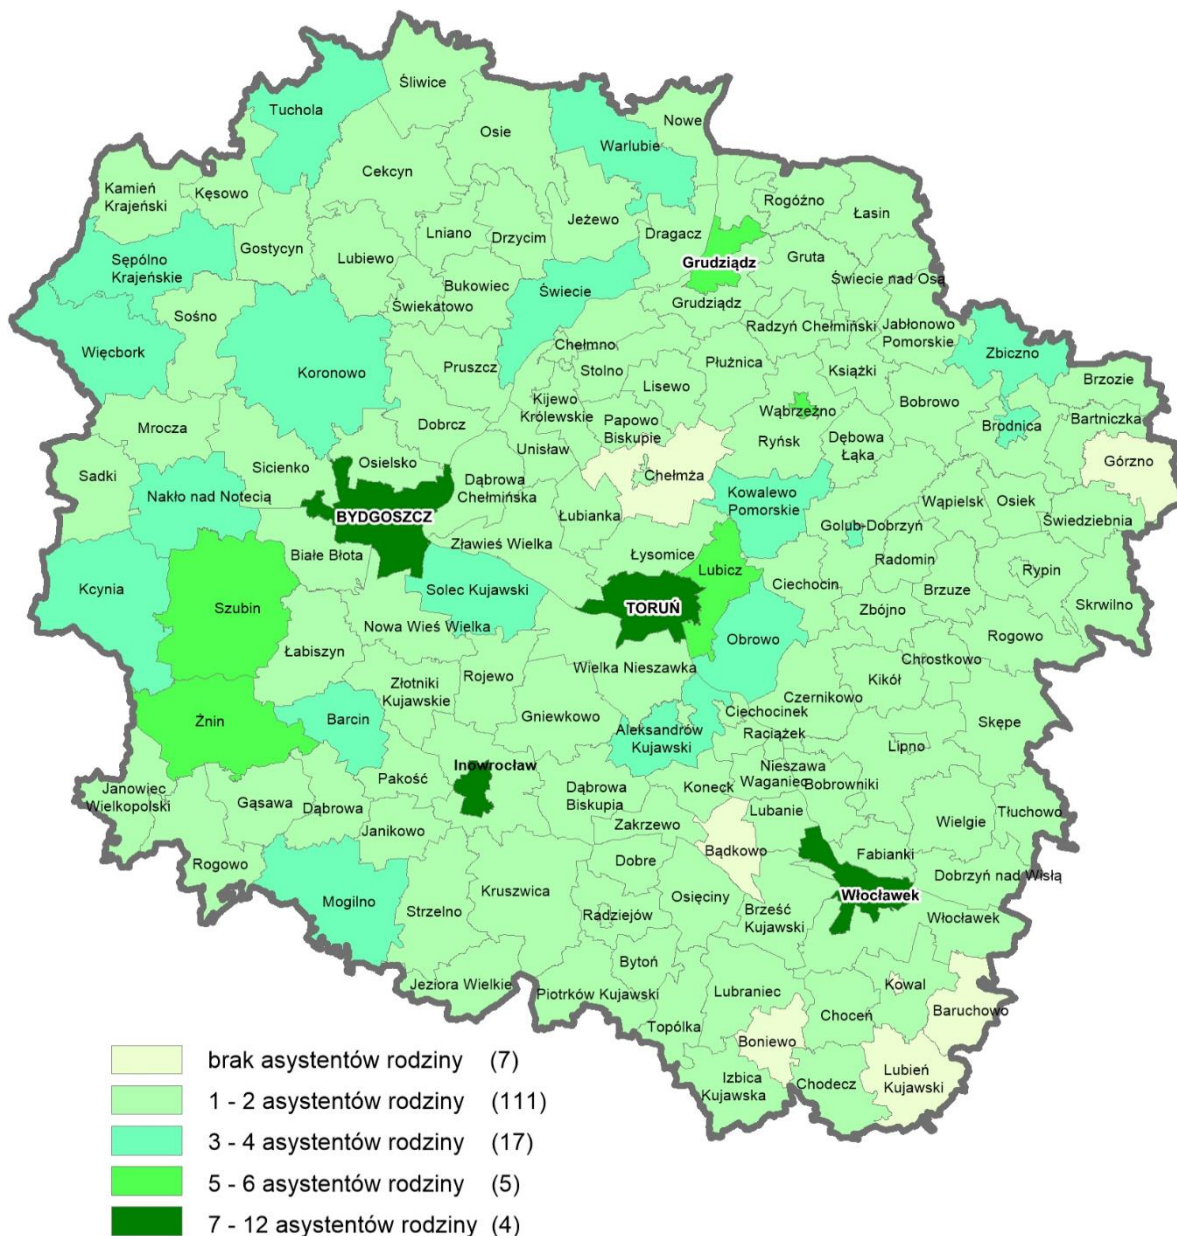 Śliwice
Tuchola
Osie
Nowe
Warlubie
Cekcyn
Kamień
Krajeński
Kęsowo
Rogóźno
Łasin
Jeżewo
Lniano
Drzycim
Dragacz
Gostycyn
Lubiewo
Sępólno
Krajeńskie
Gruta
Grudziądz
Bukowiec
Świecie
Świecie nad Osą
Świekatowo
Grudziądz
Sośno
Radzyń Chełmiński
Jabłonowo
Pomorskie
Więcbork
Chełmno
Zbiczno
Koronowo
Pruszcz
Stolno
Płużnica
Książki
Brzozie
Lisewo
Bobrowo
Kijewo
Królewskie
Wąbrzeźno
Bartniczka
Brodnica
Mrocza
Dobrcz
Papowo
Biskupie
Ryńsk
Dębowa
Łąka
Unisław
Górzno
Sadki
Sicienko
Osielsko
Chełmża
Nakło nad Notecią
Dąbrowa
Chełmińska
Kowalewo
Pomorskie
Wąpielsk
Osiek
BYDGOSZCZ
Łubianka
Golub-Dobrzyń
Świedziebnia
Białe Błota
Zławieś Wielka
Łysomice
Radomin
Lubicz
Rypin
Kcynia
Solec Kujawski
Ciechocin
Brzuze
Skrwilno
Szubin
TORUŃ
Zbójno
Nowa Wieś Wielka
Obrowo
Rogowo
Łabiszyn
Chrostkowo
Wielka Nieszawka
Rojewo
Kikół
Złotniki
Kujawskie
Czernikowo
Żnin
Barcin
Gniewkowo
Ciechocinek
Skępe
Aleksandrów
Kujawski
Raciążek
Lipno
Inowrocław
Nieszawa
Pakość
Waganiec
Bobrowniki
Janowiec
Wielkopolski
Dąbrowa
Biskupia
Koneck
Gąsawa
Dąbrowa
Lubanie
Tłuchowo
Wielgie
Janikowo
Zakrzewo
Bądkowo
Rogowo
Dobre
Fabianki
Dobrzyń nad Wisłą
Mogilno
Kruszwica
Osięciny
Włocławek
Strzelno
Radziejów
Brześć
Kujawski
Włocławek
Bytoń
Jeziora Wielkie
Piotrków Kujawski
Lubraniec
Kowal
Topólka
Choceń
Baruchowo
Boniewo
Izbica
Kujawska
Chodecz
Lubień
Kujawski
brak asystentów rodziny (7)
1 - 2 asystentów rodziny (111)
3 - 4 asystentów rodziny (17)
5 - 6 asystentów rodziny (5)
7 - 12 asystentów rodziny (4)